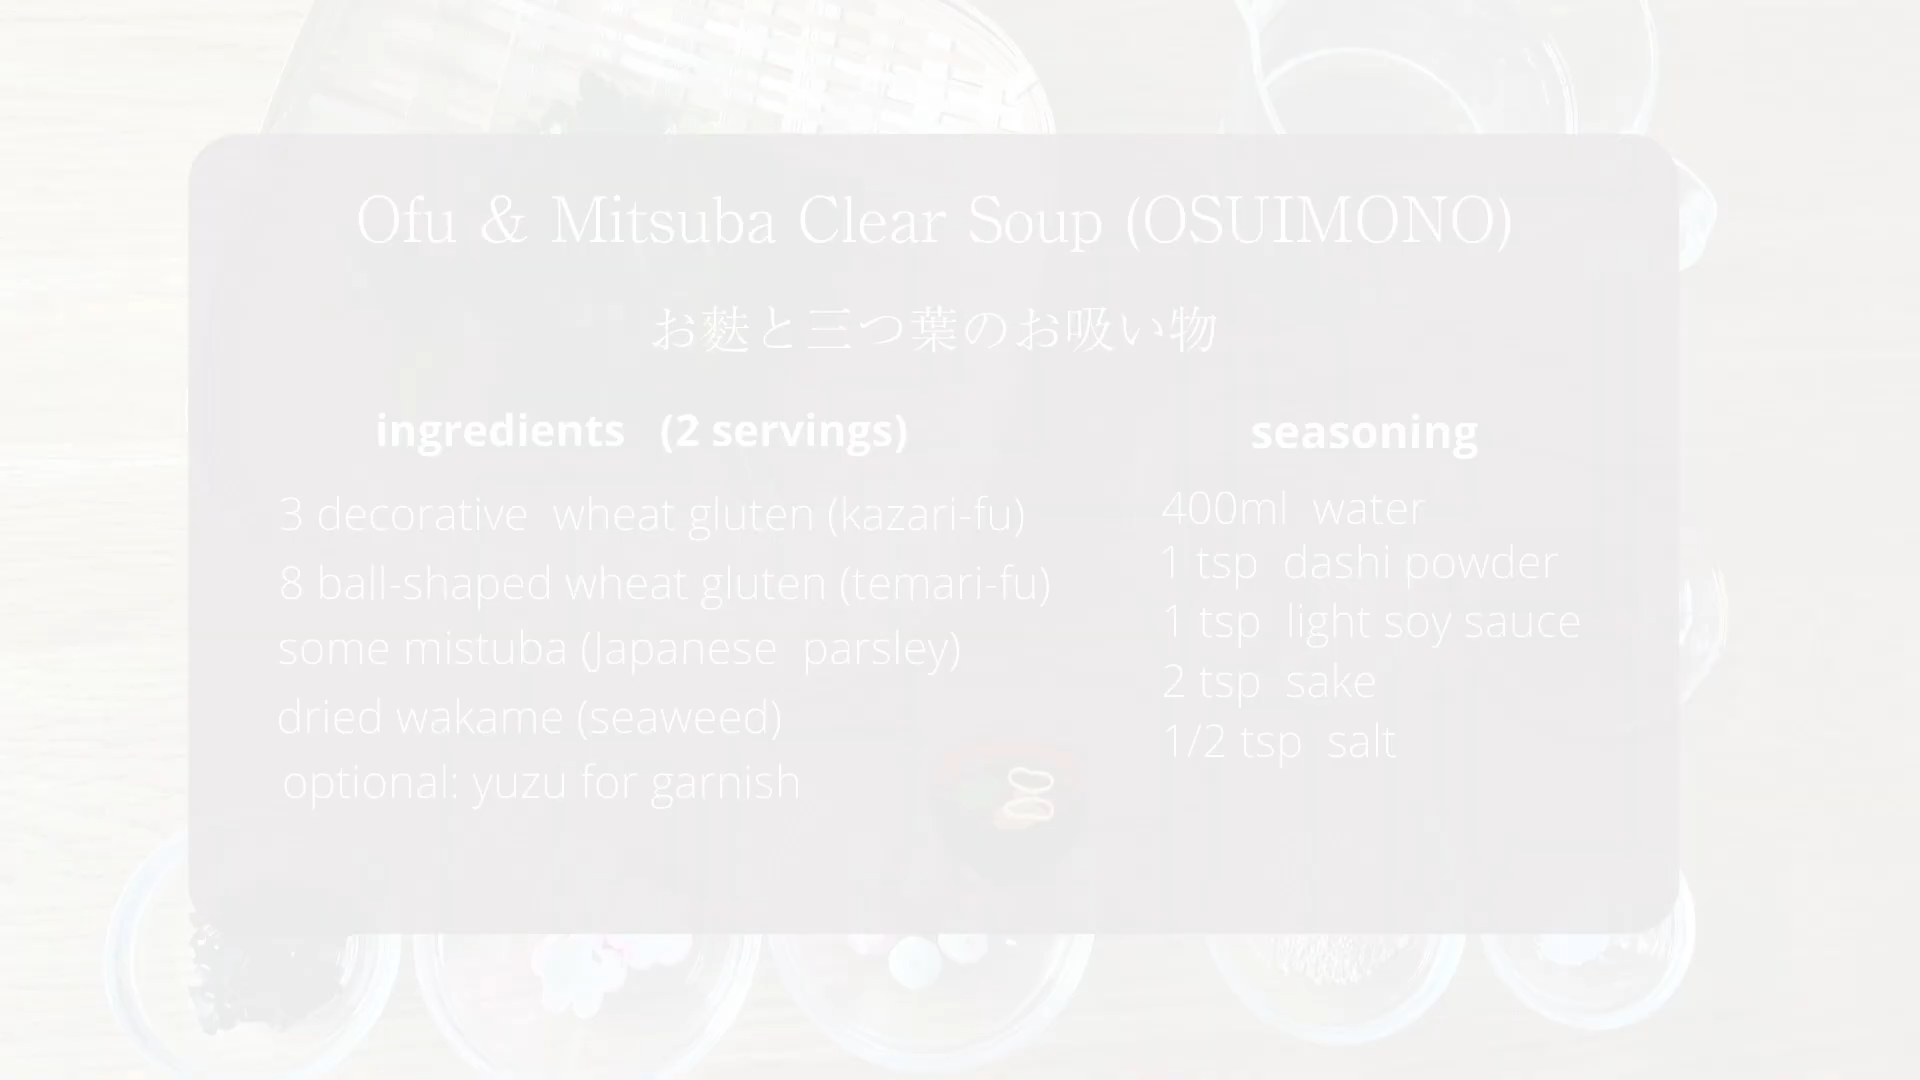 Ofu & Mitsuba Clear Soup (OSUIMONO)
お麩と三つ葉のお吸い物
ingredients (2 servings)
3 decorative wheat gluten (kazari-fu)
8 ball-shaped wheat gluten (temari-fu)
some mistuba (Japanese parsley)
dried wakame (seaweed)
optional: yuzu for garnish
seasoning
400ml water
1 tsp dashi powder
1 tsp light soy sauce
2 tsp sake
1/2 tsp salt